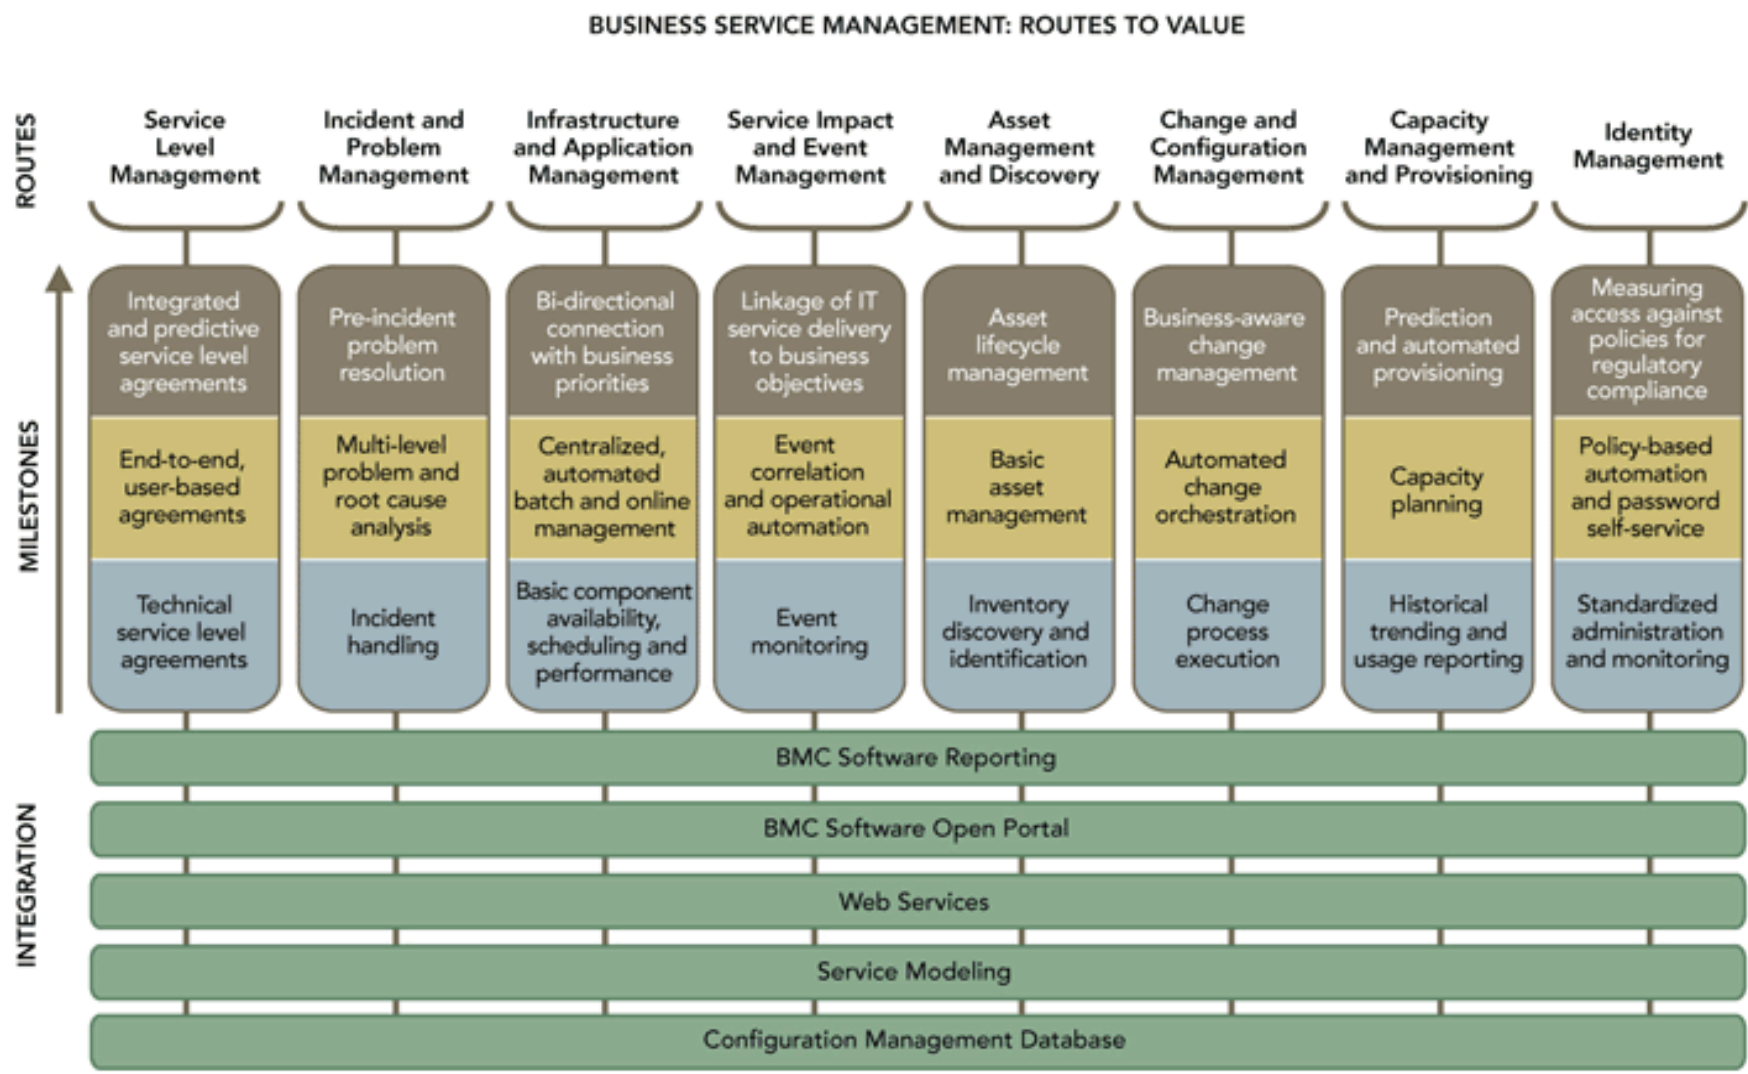 BUSINESS SERVICE MANAGEMENT: ROUTES TO VALUE
ROUTES
Service
Level
Management
Incident and
Problem
Management
Infrastructure
and Application
Management
Service Impact
and Event
Management
Asset
Management
and Discovery
Change and
Configuration
Management
Capacity
Management
and Provisioning
Identity
Management
MILESTONES
Integrated
and predictive
service level
agreements
Pre-incident
problem
resolution
Bi-directional
connection
with business
priorities
Linkage of IT
service delivery
to business
objectives
Asset
lifecycle
management
Business-aware
change
management
Prediction
and automated
provisioning
Measuring
access against
policies for
regulatory
compliance
End-to-end,
user-based
agreements
Multi-level
problem and
root cause
analysis
Centralized,
automated
batch and online
management
Event
correlation
and operational
automation
Basic
asset
management
Automated
change
orchestration
Capacity
planning
Policy-based
automation
and password
self-service
Technical
service level
agreements
Incident
handling
Basic component
availability,
scheduling and
performance
Event
monitoring
Inventory
discovery and
identification
Change
process
execution
Historical
trending and
usage reporting
Standardized
administration
and monitoring
INTEGRATION
BMC Software Reporting
BMC Software Open Portal
Web Services
Service Modeling
Configuration Management Database